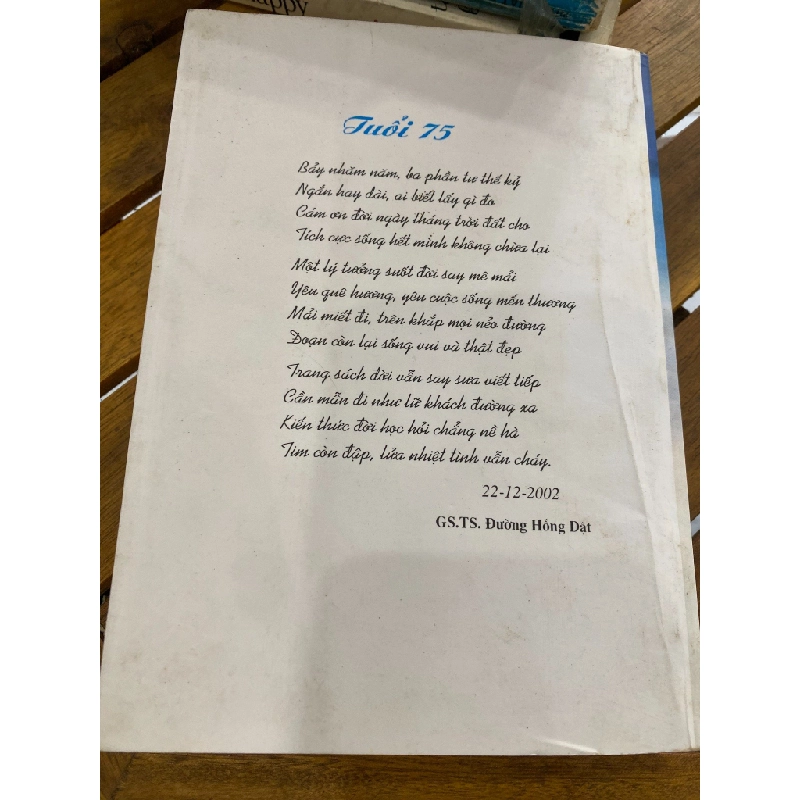 happy
Tuổi 75
Bảy nhăm năm, ba phần tư thế kỷ
Ngắn hay dài, ai biết lấy gì đo
Cảm ơn đời ngày tháng trời đất cho
Tích cực sống hết mình không chừa lại
Một lý tưởng suốt đời say mê mải
Yêu quê hương, yêu cuộc sống mến thương
Mải miết đi, trên khắp mọi nẻo đường
Đoạn còn lại sống vui và thật đẹp
Trang sách đời vẫn say sưa viết tiếp
Cần mẫn đi như lữ khách đường xa
Kiến thức đời học hỏi chẳng nề hà
Tim còn đập, lửa nhiệt tình vẫn cháy.
22-12-2002
GS.TS. Đường Hồng Dật